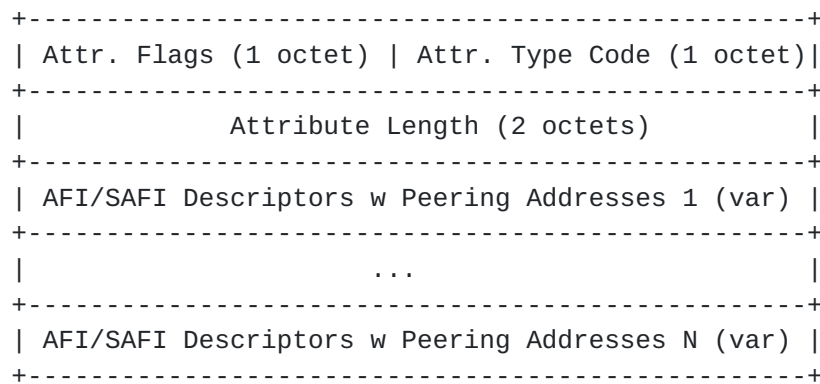 +--------------------------------------------------+
| Attr. Flags (1 octet) | Attr. Type Code (1 octet)|
+--------------------------------------------------+
|             Attribute Length (2 octets)          |
+--------------------------------------------------+
| AFI/SAFI Descriptors w Peering Addresses 1 (var) |
+--------------------------------------------------+
|                      ...                         |
+--------------------------------------------------+
| AFI/SAFI Descriptors w Peering Addresses N (var) |
+--------------------------------------------------+